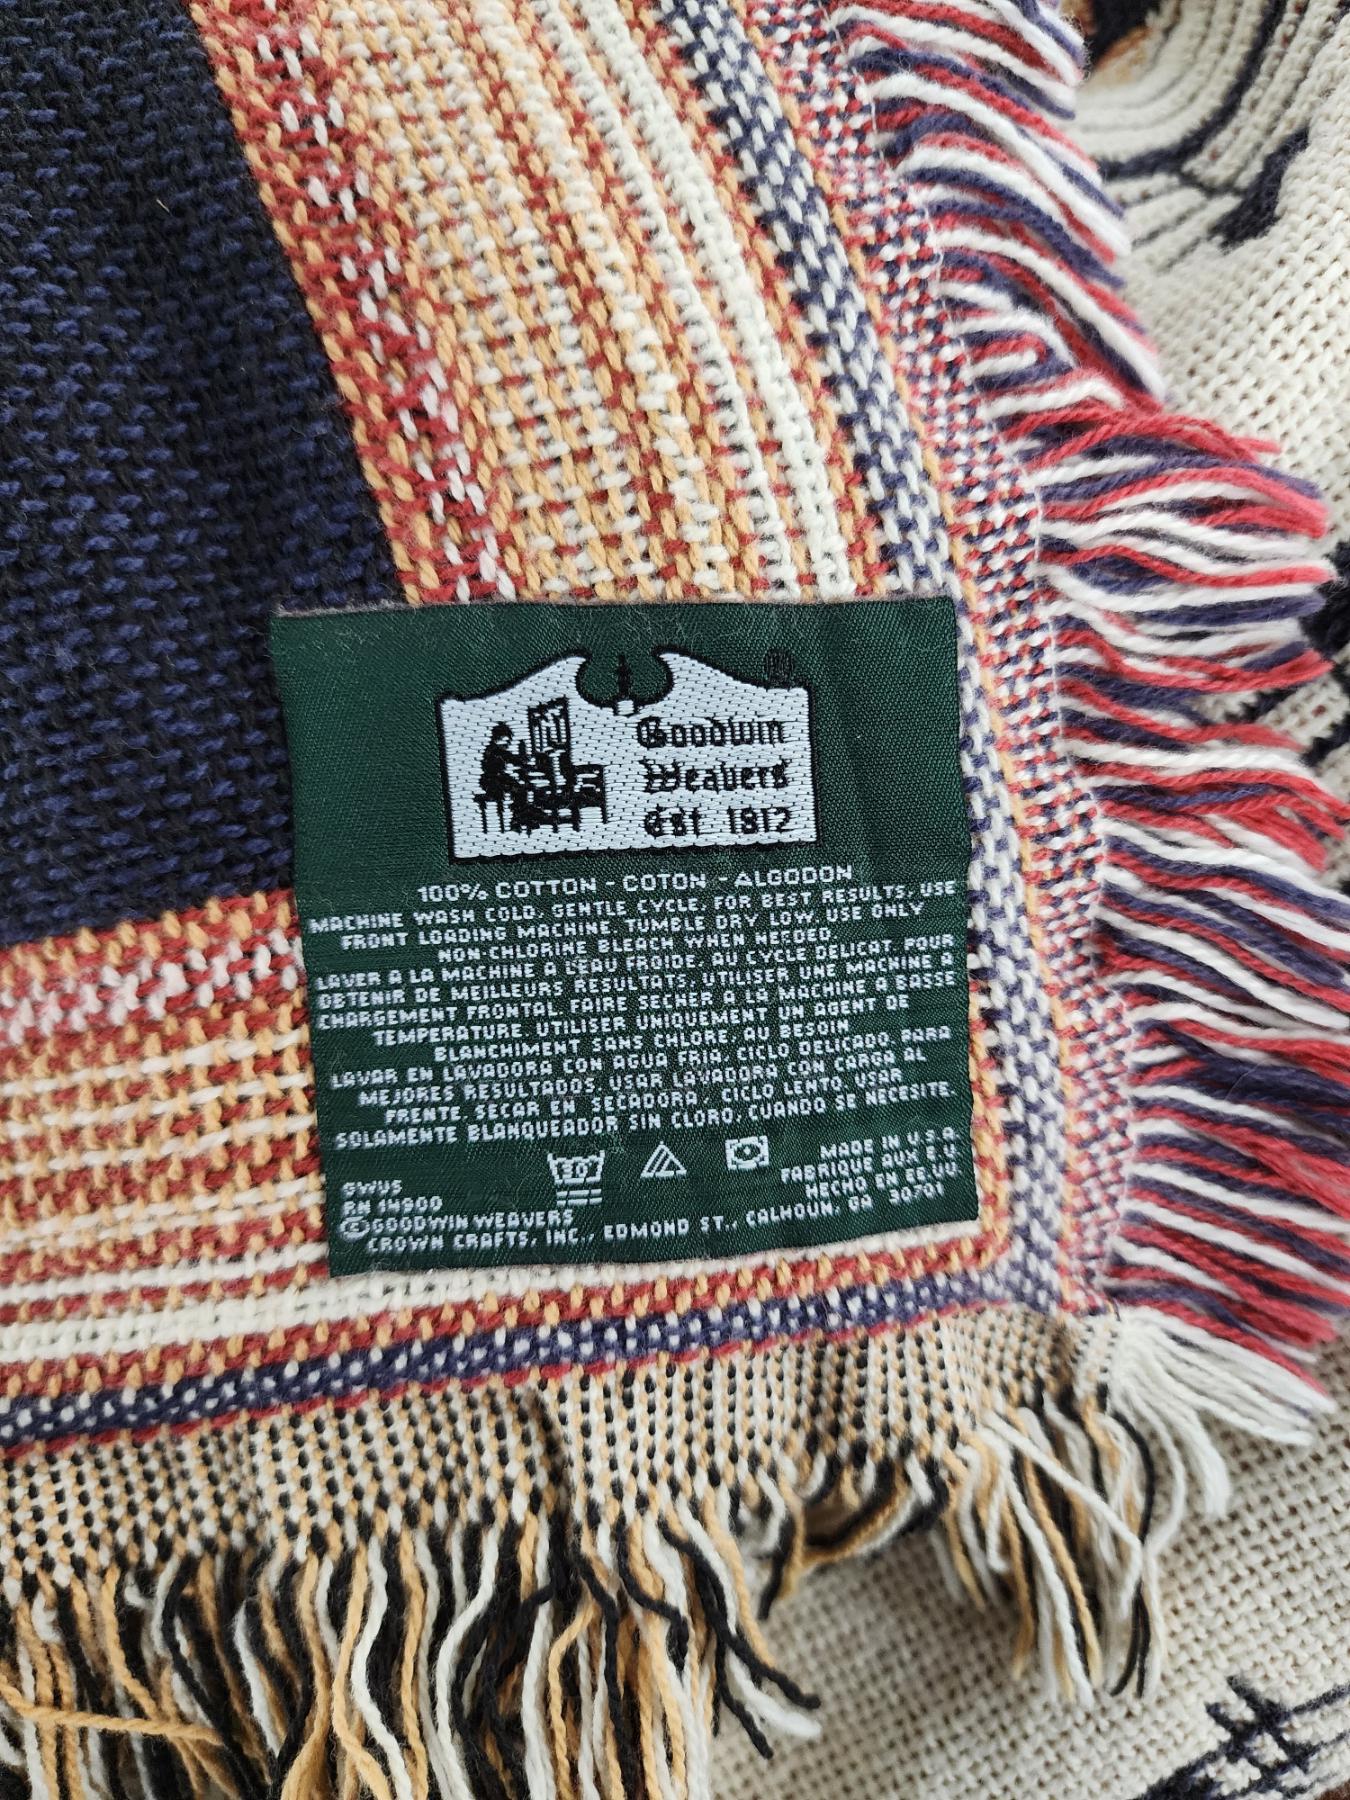 ®
Goodwin
Weavers
est 1812
100% COTTON - COTON - ALGODON
MACHINE WASH COLD, GENTLE CYCLE, FOR BEST RESULTS, USE
FRONT LOADING MACHINE, TUMBLE DRY LOW, USE ONLY
NON-CHLORINE BLEACH WHEN NEEDED
LAVER A LA MACHINE A L'EAU FROIDE, AU CYCLE DELICAT, POUR
OBTENIR DE MEILLEURS RESULTATS, UTILISER UNE MACHINE A
CHARGEMENT FRONTAL, FAIRE SECHER A LA MACHINE A BASSE
TEMPERATURE, UTILISER UNIQUEMENT UN AGENT DE
BLANCHIMENT SANS CHLORE, AU BESOIN
LAVAR EN LAVADORA CON AGUA FRIA, CICLO DELICADO, PARA
MEJORES RESULTADOS, USAR LAVADORA CON CARGA AL
FRENTE, SECAR EN SECADORA, CICLO LENTO, USAR
SOLAMENTE BLANQUEADOR SIN CLORO, CUANDO SE NECESITE.
30
MADE IN U.S.A.
FABRIQUE AUX E.U.
HECHO EN EE.UU.
GWUS
RN 14900
©GOODWIN WEAVERS
CROWN CRAFTS, INC., EDMOND ST., CALHOUN, GA 30701